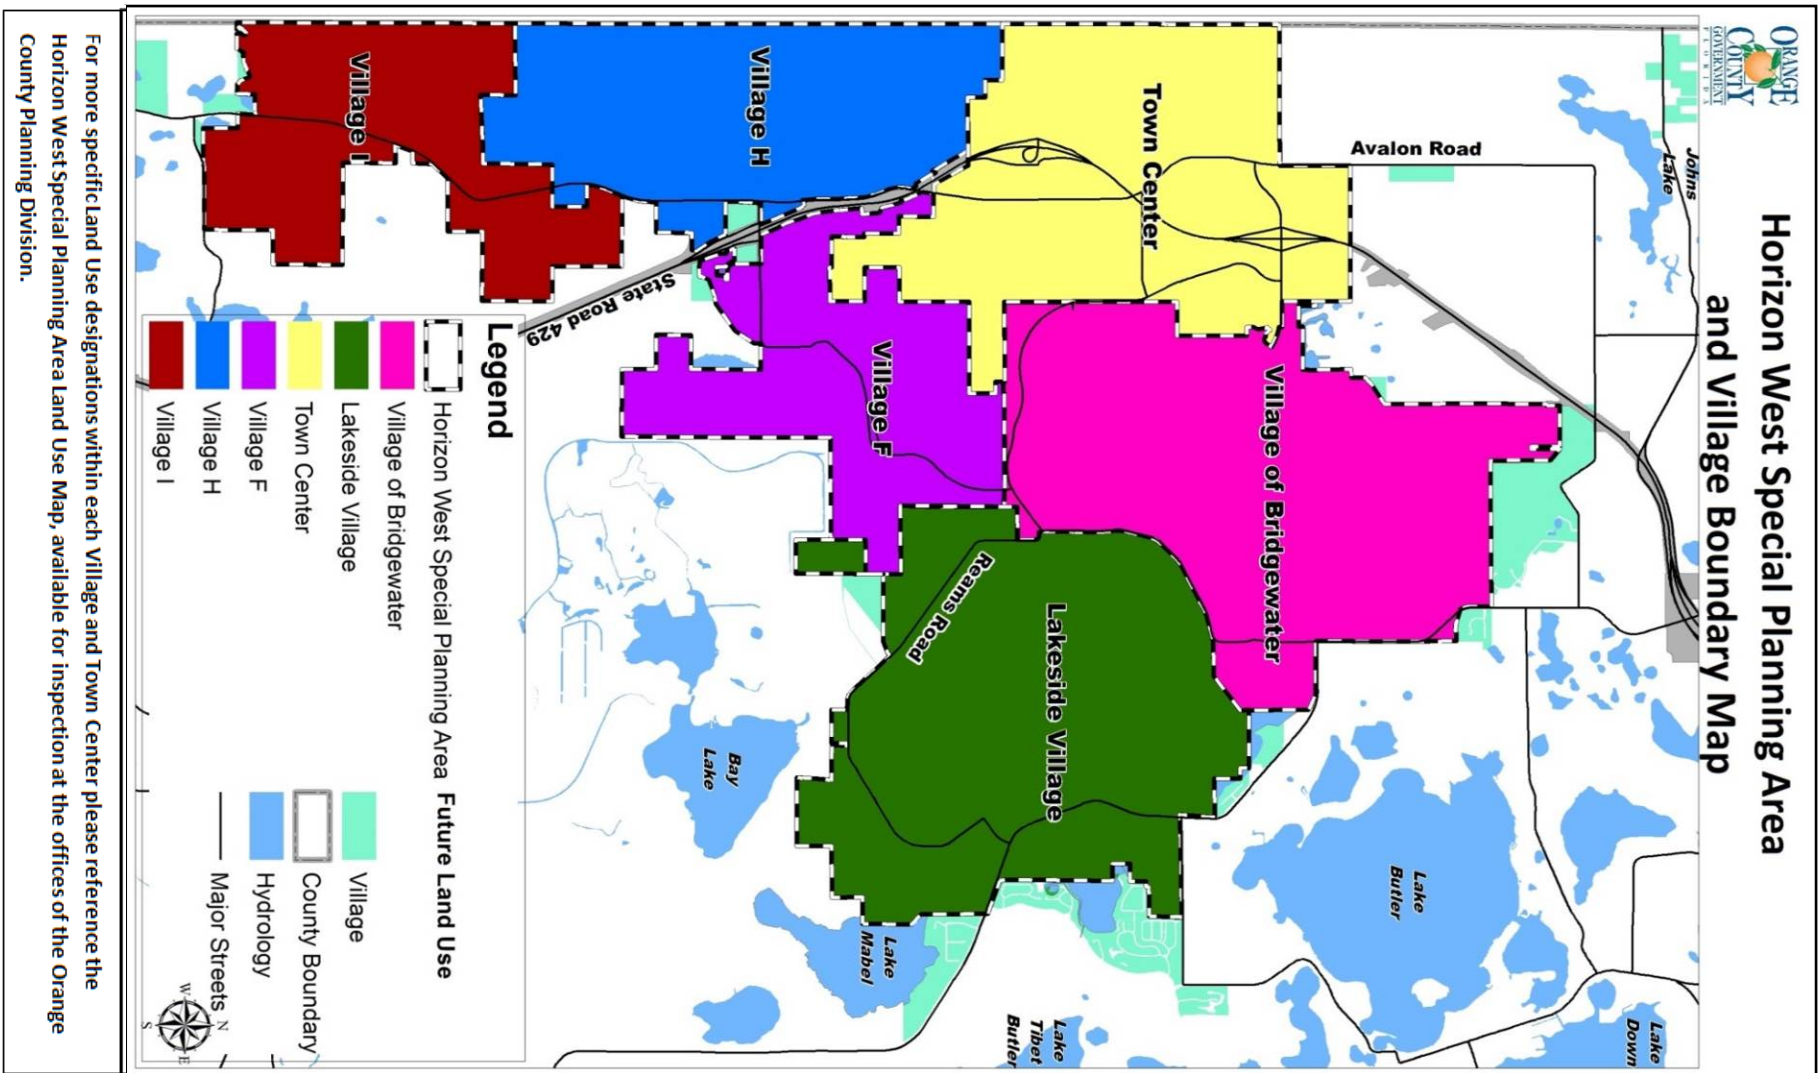 ORANGE
COUNTY
GOVERNMENT
FLORIDA
Horizon West Special Planning Area
and Village Boundary Map
Johns
Lake
Avalon Road
Lake
Down
Lake
Butler
Lake
Tibet
Butler
Town Center
Village of Bridgewater
Lakeside Village
Reams Road
Village H
Village F
State Road 429
Village I
Bay
Lake
Lake
Mabel
Legend
Horizon West Special Planning Area
Village of Bridgewater
Lakeside Village
Town Center
Village F
Village H
Village I
Future Land Use
Village
County Boundary
Hydrology
Major Streets
N
W
E
S
For more specific Land Use designations within each Village and Town Center please reference the
Horizon West Special Planning Area Land Use Map, available for inspection at the offices of the Orange
County Planning Division.